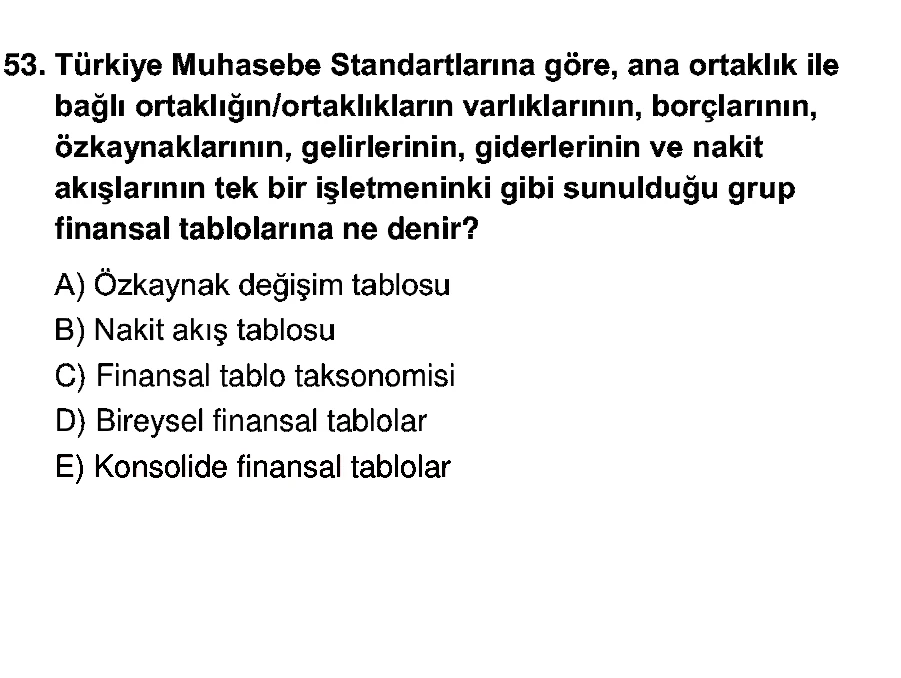 53. Türkiye Muhasebe Standartlarına göre, ana ortaklık ile
bağlı ortaklığın/ortaklıkların varlıklarının, borçlarının,
özkaynaklarının, gelirlerinin, giderlerinin ve nakit
akışlarının tek bir işletmeninki gibi sunulduğu grup
finansal tablolarına ne denir?
A) Özkaynak değişim tablosu
B) Nakit akış tablosu
C) Finansal tablo taksonomisi
D) Bireysel finansal tablolar
E) Konsolide finansal tablolar